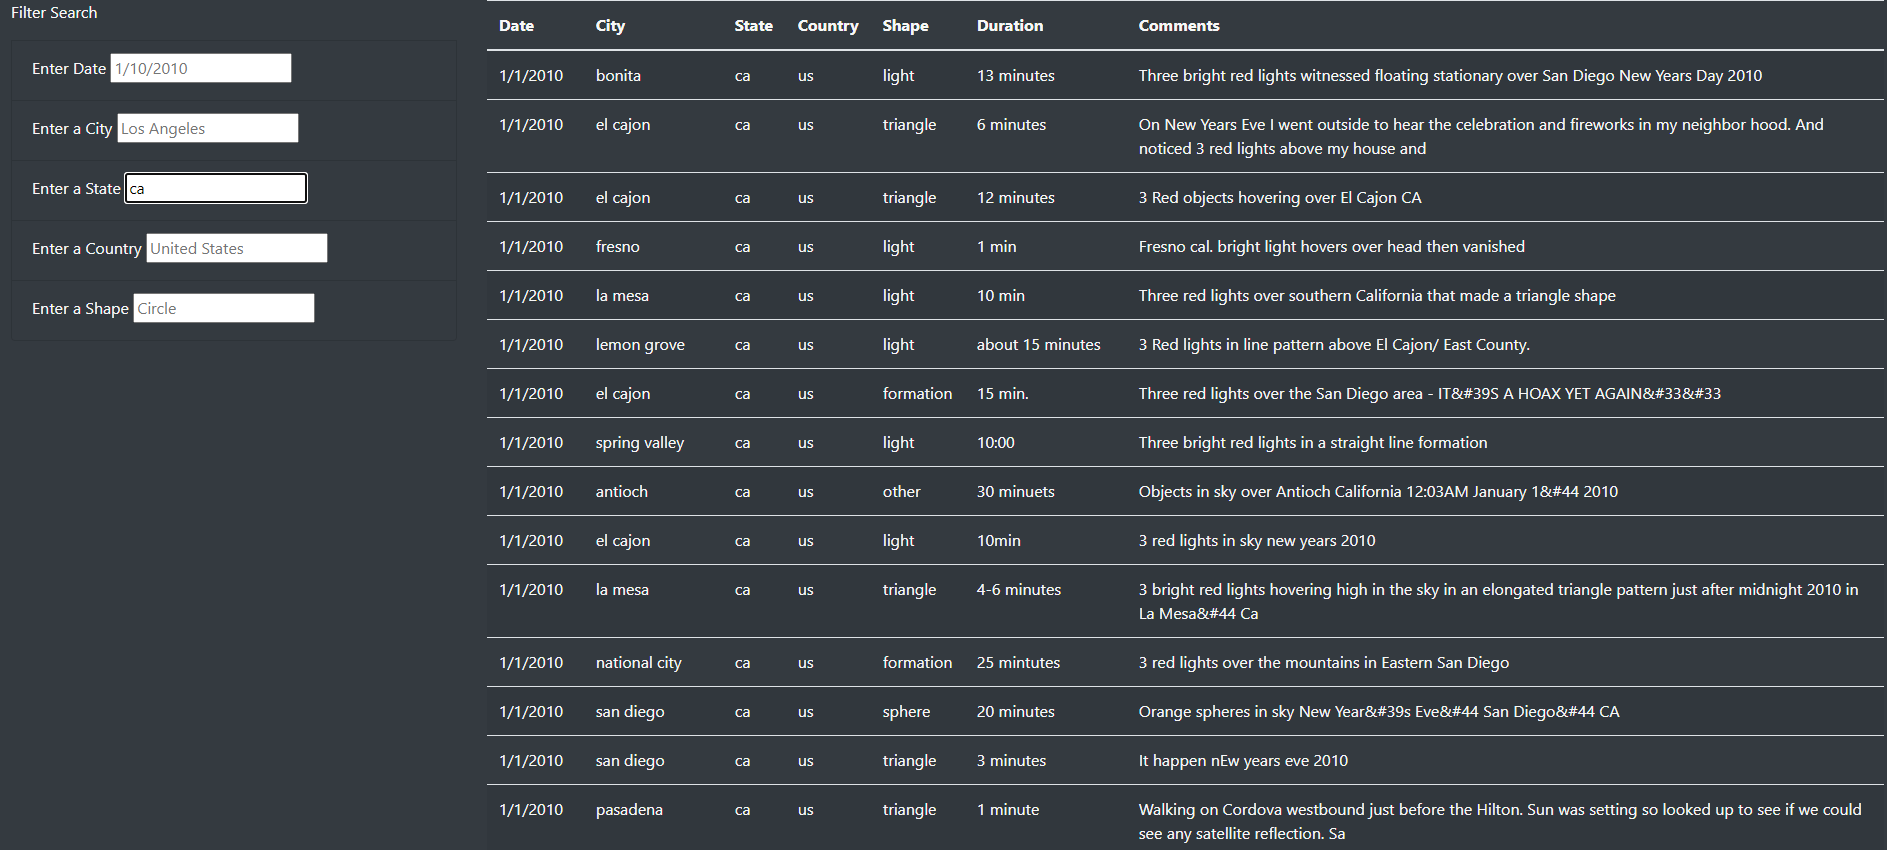 Filter Search
Enter Date 1/10/2010
Enter a City Los Angeles
Enter a State ca
Enter a Country United States
Enter a Shape Circle
Date City State Country Shape Duration Comments
1/1/2010 bonita ca us light 13 minutes Three bright red lights witnessed floating stationary over San Diego New Years Day 2010
1/1/2010 el cajon ca us triangle 6 minutes On New Years Eve I went outside to hear the celebration and fireworks in my neighbor hood. And
noticed 3 red lights above my house and
1/1/2010 el cajon ca us triangle 12 minutes 3 Red objects hovering over El Cajon CA
1/1/2010 fresno ca us light 1 min Fresno cal. bright light hovers over head then vanished
1/1/2010 la mesa ca us light 10 min Three red lights over southern California that made a triangle shape
1/1/2010 lemon grove ca us light about 15 minutes 3 Red lights in line pattern above El Cajon/ East County.
1/1/2010 el cajon ca us formation 15 min. Three red lights over the San Diego area - IT&#39S A HOAX YET AGAIN&#33&#33
1/1/2010 spring valley ca us light 10:00 Three bright red lights in a straight line formation
1/1/2010 antioch ca us other 30 minuets Objects in sky over Antioch California 12:03AM January 1&#44 2010
1/1/2010 el cajon ca us light 10min 3 red lights in sky new years 2010
1/1/2010 la mesa ca us triangle 4-6 minutes 3 bright red lights hovering high in the sky in an elongated triangle pattern just after midnight 2010 in
La Mesa&#44 Ca
1/1/2010 national city ca us formation 25 mintutes 3 red lights over the mountains in Eastern San Diego
1/1/2010 san diego ca us sphere 20 minutes Orange spheres in sky New Year&#39s Eve&#44 San Diego&#44 CA
1/1/2010 san diego ca us triangle 3 minutes It happen nEw years eve 2010
1/1/2010 pasadena ca us triangle 1 minute Walking on Cordova westbound just before the Hilton. Sun was setting so looked up to see if we could
see any satellite reflection. Sa